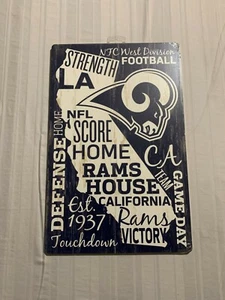 NFC West Division
STRENGTH
FOOTBALL
LA
NFL
SCORE
HOME
DEFENSE
HOME
CA
RAMS
HOUSE
TEAM
GAME DAY
CALIFORNIA
Est.
1937
Rams
Touchdown
VICTORY